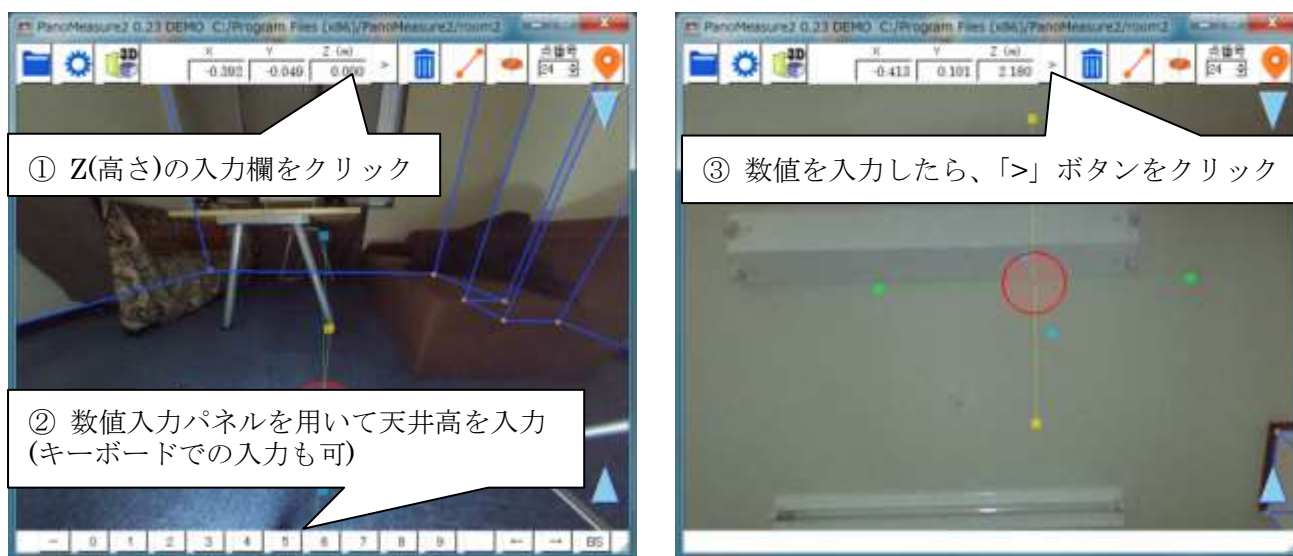 PanoMeasure2 0.23 DEMO C:/Program Files (x86)/PanoMeasure2/room2
3D
X Y Z (m)
-0.049
>
点番号
24
① Z(高さ)の入力欄をクリック
② 数値入力パネルを用いて天井高を入力
(キーボードでの入力も可)
- 0 1 2 3 4 5 6 7 8 9 . ← → BS
PanoMeasure2 0.23 DEMO C:/Program Files (x86)/PanoMeasure2/room2
3D
X Y Z (m)
-0.413 0.101 2.180
>
点番号
24
③ 数値を入力したら、「>」ボタンをクリック